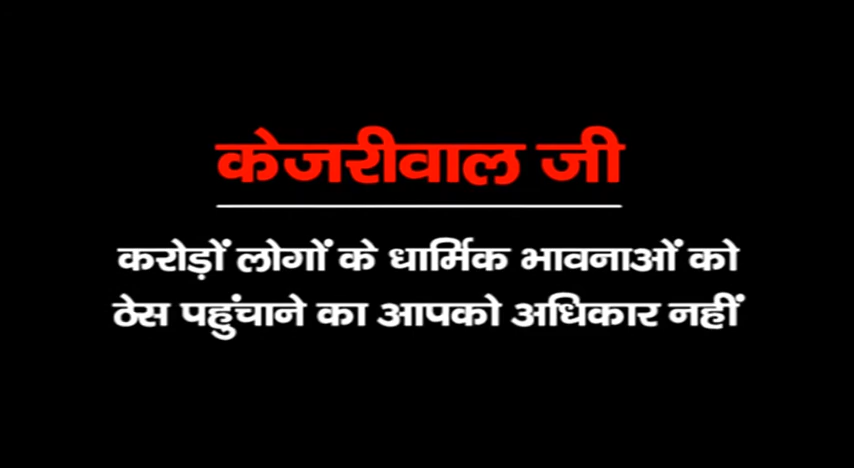 केजरीवाल जी
करोड़ों लोगों के धार्मिक भावनाओं को
ठेस पहुंचाने का आपको अधिकार नहीं